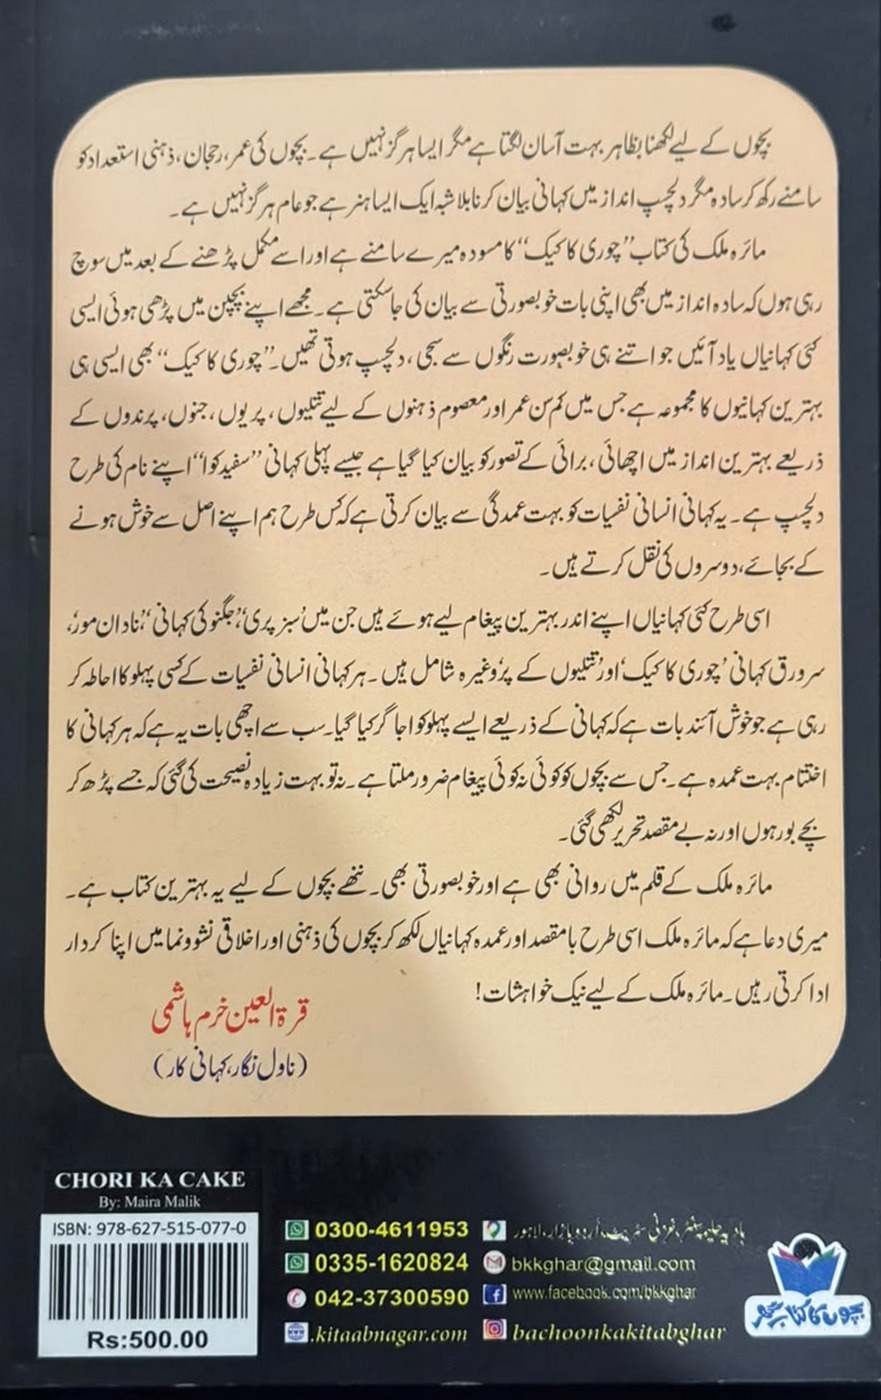 بچوں کے لیے لکھنا بظاہر بہت آسان لگتا ہے مگر ایسا ہرگز نہیں ہے۔ بچوں کی عمر، رجحان، ذہنی استعداد کو
سامنے رکھ کر سادہ مگر دلچسپ انداز میں کہانی بیان کرنا بلاشبہ ایک ایسا ہنر ہے جو عام ہرگز نہیں ہے۔
مائرہ ملک کی کتاب ”چوری کا کیک“ کا مسودہ میرے سامنے ہے اور اسے مکمل پڑھنے کے بعد میں سوچ
رہی ہوں کہ سادہ انداز میں بھی اپنی بات خوبصورتی سے بیان کی جا سکتی ہے۔ مجھے اپنے بچپن میں پڑھی ہوئی ایسی
کئی کہانیاں یاد آئیں جو اتنے ہی خوبصورت رنگوں سے سجی، دلچسپ ہوتی تھیں۔ ”چوری کا کیک“ بھی ایسی ہی
بہترین کہانیوں کا مجموعہ ہے جس میں کم سن عمر اور معصوم ذہنوں کے لیے تتلیوں، پریوں، جنوں، پرندوں کے
ذریعے بہترین انداز میں اچھائی، برائی کے تصور کو بیان کیا گیا ہے جیسے پہلی کہانی ”سفید کوا“ اپنے نام کی طرح
دلچسپ ہے۔ یہ کہانی انسانی نفسیات کو بہت عمدگی سے بیان کرتی ہے کہ کس طرح ہم اپنے اصل سے خوش ہونے
کے بجائے، دوسروں کی نقل کرتے ہیں۔
اسی طرح کئی کہانیاں اپنے اندر بہترین پیغام لیے ہوئے ہیں جن میں ’سبز پری‘، ’جگنو کی کہانی‘، ’نادان مور‘،
سرورق کہانی ’چوری کا کیک‘ اور ’تتلیوں کے پر‘ وغیرہ شامل ہیں۔ ہر کہانی انسانی نفسیات کے کسی پہلو کا احاطہ کر
رہی ہے جو خوش آئند بات ہے کہ کہانی کے ذریعے ایسے پہلو کو اجاگر کیا گیا۔ سب سے اچھی بات یہ ہے کہ ہر کہانی کا
اختتام بہت عمدہ ہے۔ جس سے بچوں کو کوئی نہ کوئی پیغام ضرور ملتا ہے۔ نہ تو بہت زیادہ نصیحت کی گئی کہ جسے پڑھ کر
بچے بور ہوں اور نہ بے مقصد تحریر لکھی گئی۔
مائرہ ملک کے قلم میں روانی بھی ہے اور خوبصورتی بھی۔ ننھے بچوں کے لیے یہ بہترین کتاب ہے۔
میری دعا ہے کہ مائرہ ملک اسی طرح بامقصد اور عمدہ کہانیاں لکھ کر بچوں کی ذہنی اور اخلاقی نشوونما میں اپنا کردار
ادا کرتی رہیں۔ مائرہ ملک کے لیے نیک خواہشات!
قرۃ العین خرم ہاشمی
(ناول نگار، کہانی کار)
CHORI KA CAKE
By: Maira Malik
ISBN: 978-627-515-077-0
Rs:500.00
0300-4611953
0335-1620824
042-37300590
.kitaabnagar.com
ہادیہ حلیمہ سنٹر، غزنی سٹریٹ، اُردو بازار، لاہور
bkkghar@gmail.com
www.facebook.com/bkkghar
bachoonkakitabghar
بچوں کا کتاب گھر